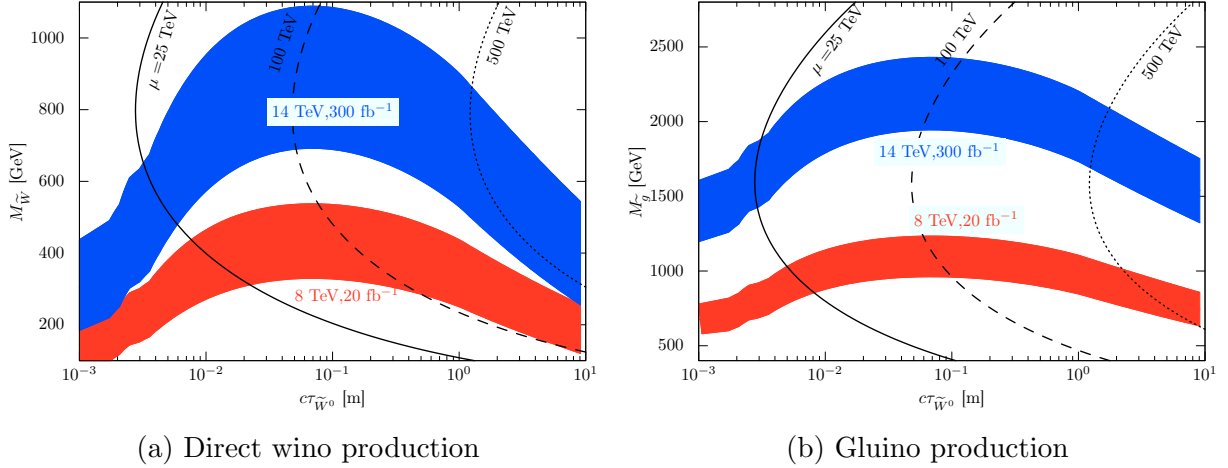 1000
800
600
400
200
M_W̃ [GeV]
μ = 25 TeV
100 TeV
500 TeV
14 TeV,300 fb⁻¹
8 TeV,20 fb⁻¹
10⁻³ 10⁻² 10⁻¹ 10⁰ 10¹
cτ_W̃⁰ [m]
(a) Direct wino production
2500
2000
1500
1000
500
M_g̃ [GeV]
μ = 25 TeV
100 TeV
500 TeV
14 TeV,300 fb⁻¹
8 TeV,20 fb⁻¹
10⁻³ 10⁻² 10⁻¹ 10⁰ 10¹
cτ_W̃⁰ [m]
(b) Gluino production